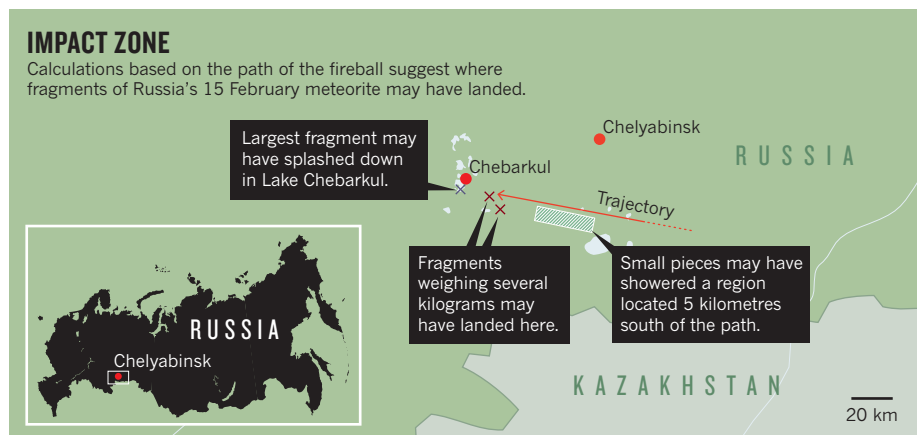 IMPACT ZONE
Calculations based on the path of the fireball suggest where
fragments of Russia's 15 February meteorite may have landed.
Largest fragment may
have splashed down
in Lake Chebarkul.
Chelyabinsk
Chebarkul
RUSSIA
Trajectory
Fragments
weighing several
kilograms may
have landed here.
Small pieces may have
showered a region
located 5 kilometres
south of the path.
RUSSIA
Chelyabinsk
KAZAKHSTAN
20 km